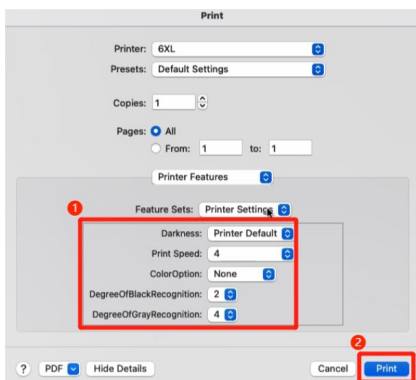 Print
Printer: 6XL
Presets: Default Settings
Copies: 1
Pages: All
From: 1 to: 1
Printer Features
1
Feature Sets: Printer Settings
Darkness: Printer Default
Print Speed: 4
ColorOption: None
DegreeOfBlackRecognition: 2
DegreeOfGrayRecognition: 4
2
? PDF Hide Details Cancel Print